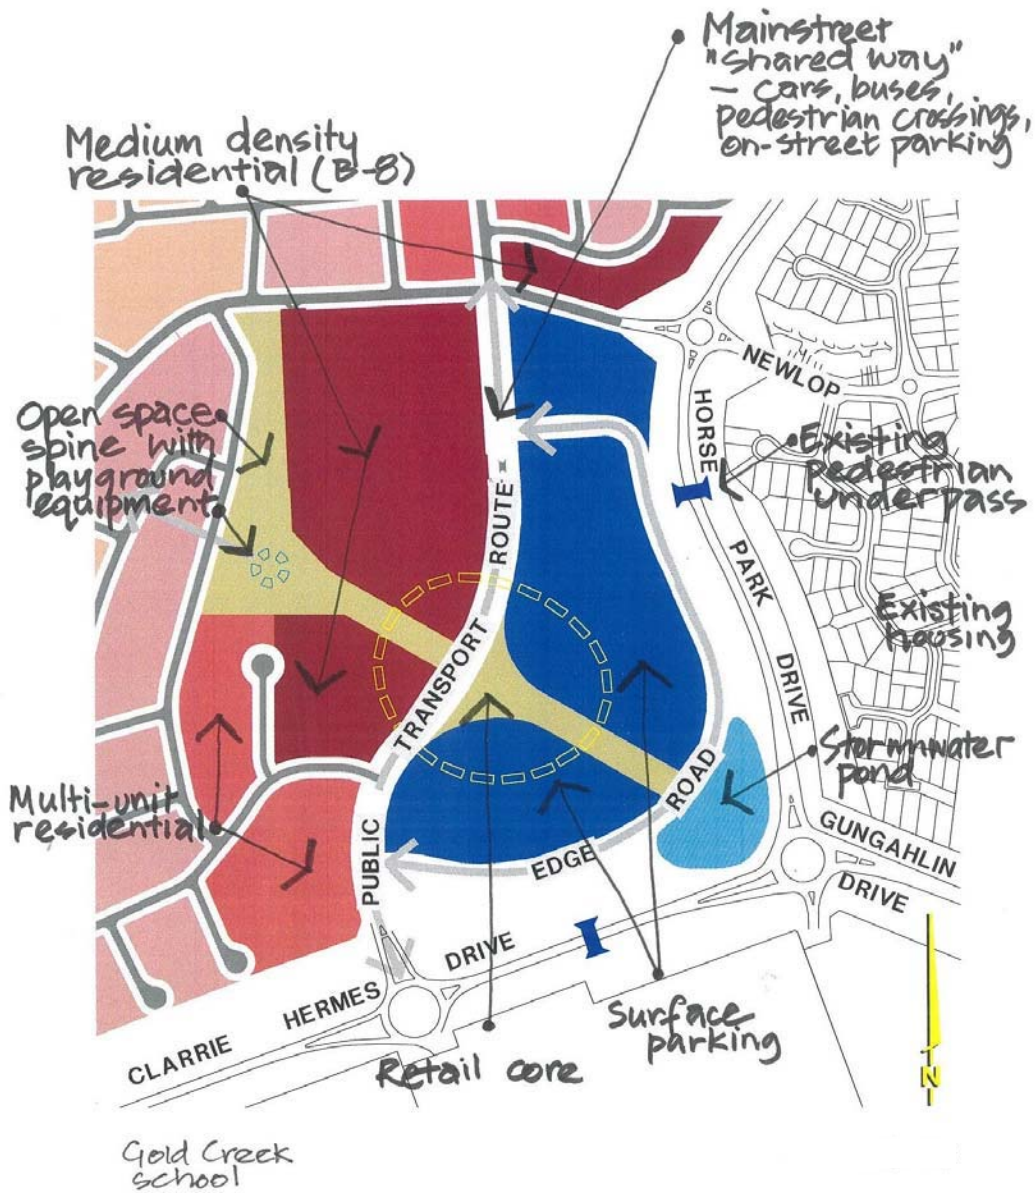 Mainstreet
"shared way"
– cars, buses,
pedestrian crossings,
on-street parking
Medium density
residential (B-8)
Open space
spine with
playground
equipment
NEWLOP
HORSE
PARK
DRIVE
Existing
pedestrian
underpass
Existing
housing
Stormwater
pond
Multi-unit
residential
PUBLIC
TRANSPORT
ROUTE
EDGE
ROAD
GUNGAHLIN
DRIVE
CLARRIE
HERMES
DRIVE
Surface
parking
Retail core
N
Gold Creek
school